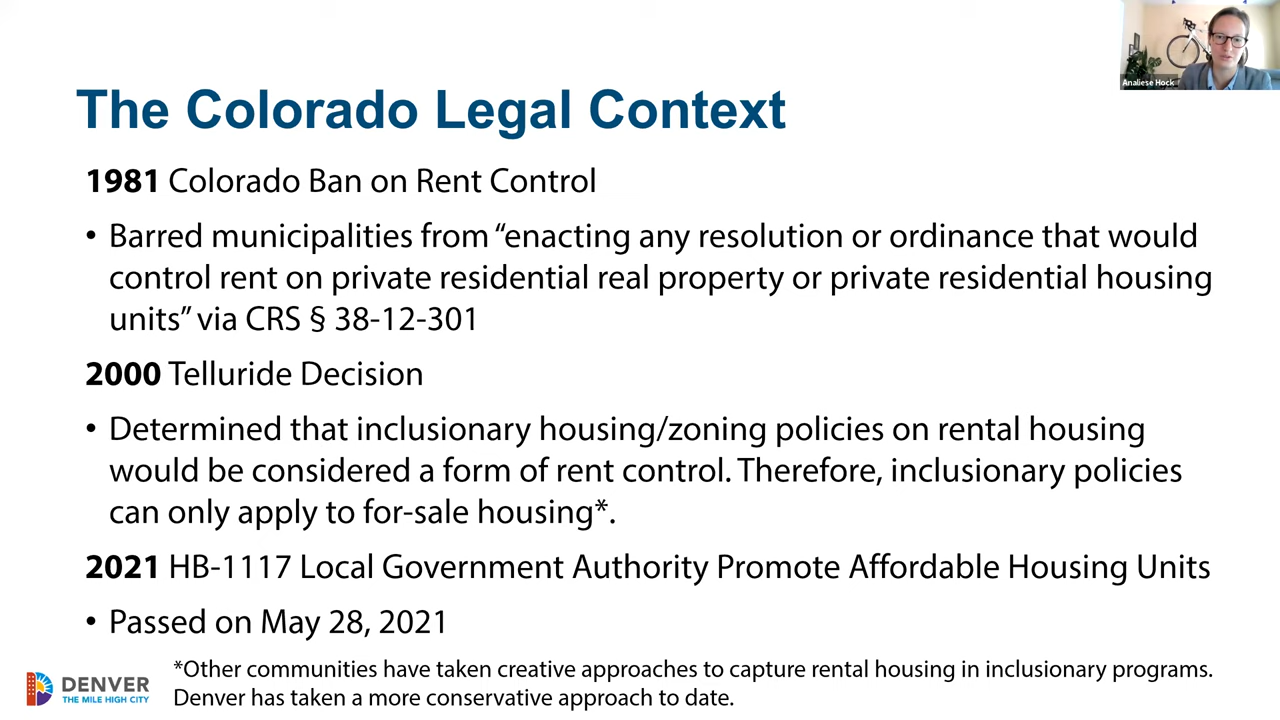 Analiese Hock
The Colorado Legal Context
1981 Colorado Ban on Rent Control
• Barred municipalities from “enacting any resolution or ordinance that would
control rent on private residential real property or private residential housing
units” via CRS § 38-12-301
2000 Telluride Decision
• Determined that inclusionary housing/zoning policies on rental housing
would be considered a form of rent control. Therefore, inclusionary policies
can only apply to for-sale housing*.
2021 HB-1117 Local Government Authority Promote Affordable Housing Units
• Passed on May 28, 2021
*Other communities have taken creative approaches to capture rental housing in inclusionary programs.
Denver has taken a more conservative approach to date.
DENVER
THE MILE HIGH CITY